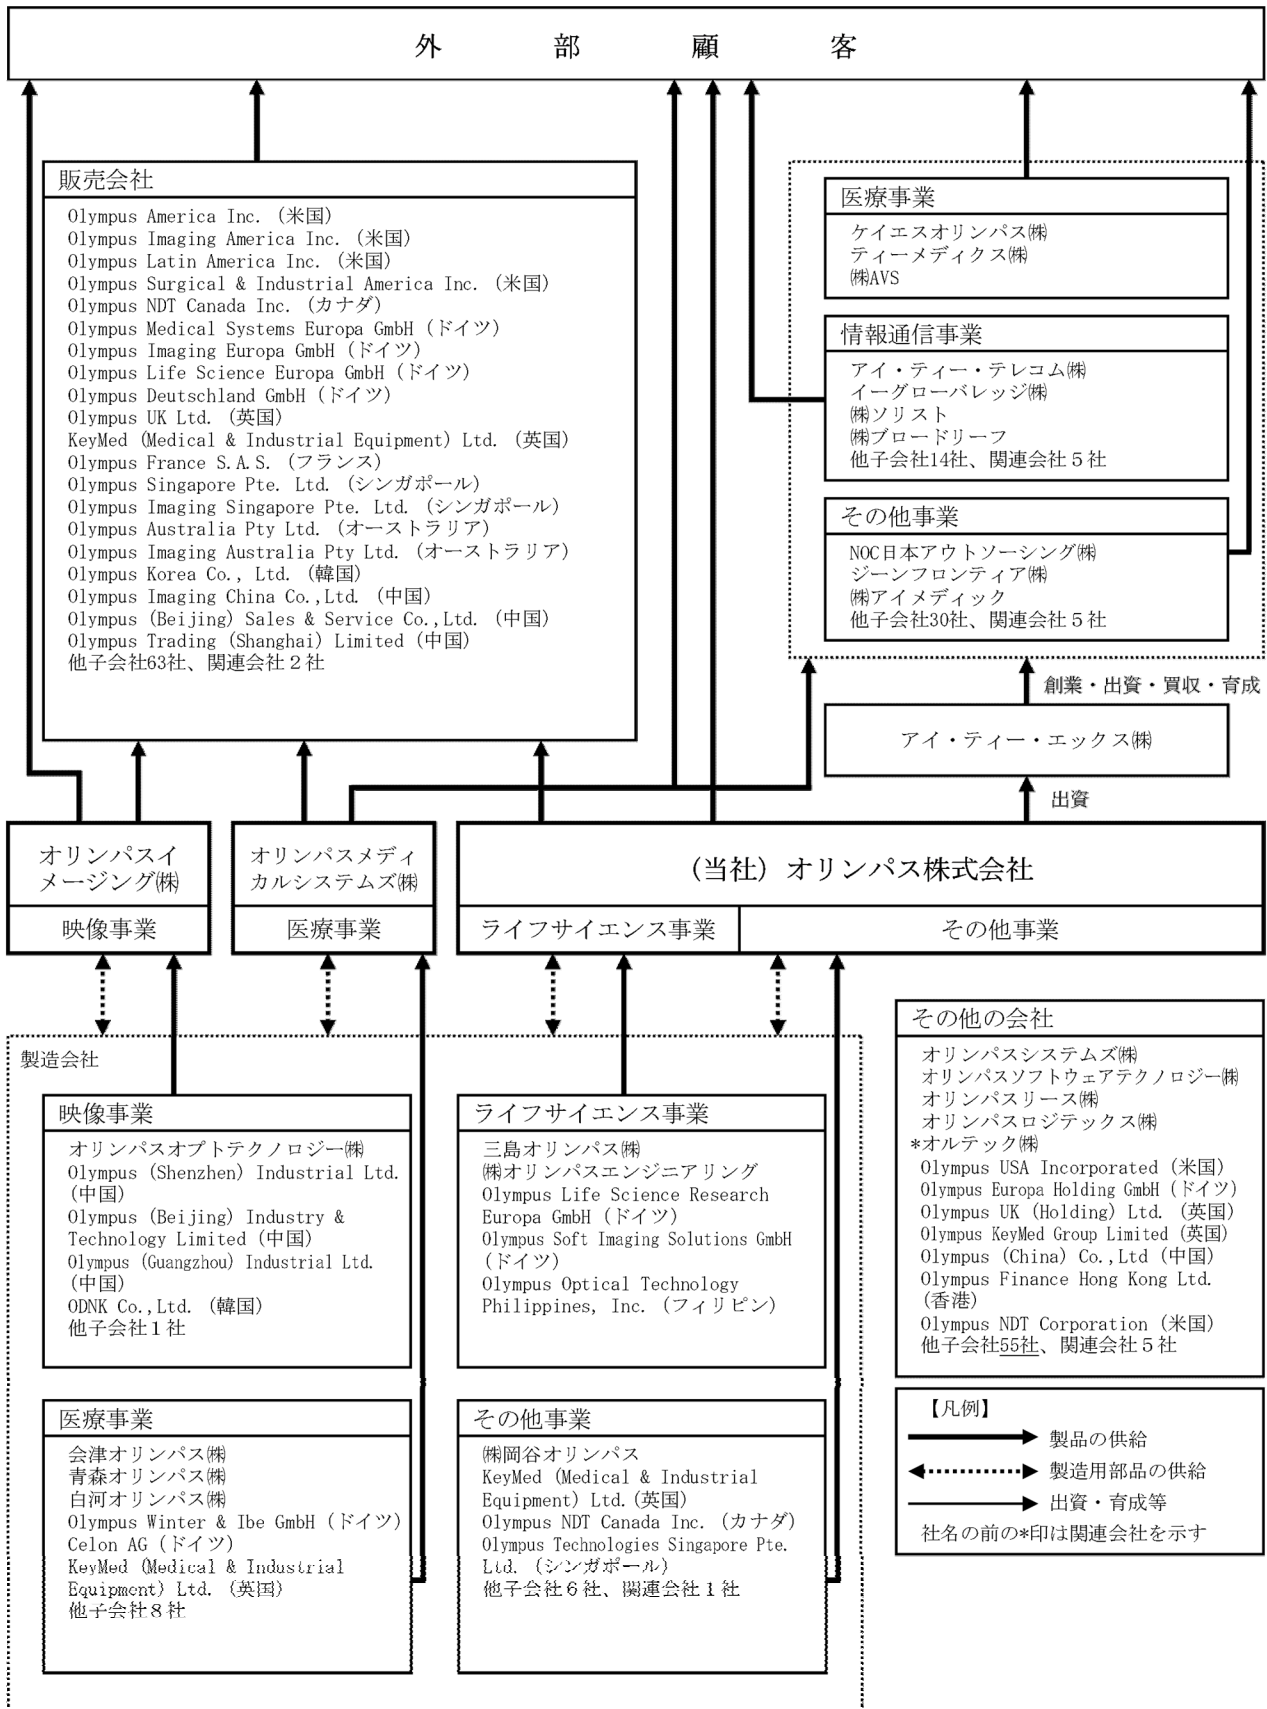 外部顧客
販売会社
Olympus America Inc. (米国)
Olympus Imaging America Inc. (米国)
Olympus Latin America Inc. (米国)
Olympus Surgical & Industrial America Inc. (米国)
Olympus NDT Canada Inc. (カナダ)
Olympus Medical Systems Europa GmbH (ドイツ)
Olympus Imaging Europa GmbH (ドイツ)
Olympus Life Science Europa GmbH (ドイツ)
Olympus Deutschland GmbH (ドイツ)
Olympus UK Ltd. (英国)
KeyMed (Medical & Industrial Equipment) Ltd. (英国)
Olympus France S.A.S. (フランス)
Olympus Singapore Pte. Ltd. (シンガポール)
Olympus Imaging Singapore Pte. Ltd. (シンガポール)
Olympus Australia Pty Ltd. (オーストラリア)
Olympus Imaging Australia Pty Ltd. (オーストラリア)
Olympus Korea Co., Ltd. (韓国)
Olympus Imaging China Co.,Ltd. (中国)
Olympus (Beijing) Sales & Service Co.,Ltd. (中国)
Olympus Trading (Shanghai) Limited (中国)
他子会社63社、関連会社２社
医療事業
ケイエスオリンパス㈱
ティーメディクス㈱
㈱AVS
情報通信事業
アイ・ティー・テレコム㈱
イーグローバレッジ㈱
㈱ソリスト
㈱ブロードリーフ
他子会社14社、関連会社５社
その他事業
NOC日本アウトソーシング㈱
ジーンフロンティア㈱
㈱アイメディック
他子会社30社、関連会社５社
創業・出資・買収・育成
アイ・ティー・エックス㈱
出資
オリンパスイ
メージング㈱
映像事業
オリンパスメディ
カルシステムズ㈱
医療事業
(当社) オリンパス株式会社
ライフサイエンス事業
その他事業
製造会社
映像事業
オリンパスオプトテクノロジー㈱
Olympus (Shenzhen) Industrial Ltd.
(中国)
Olympus (Beijing) Industry &
Technology Limited (中国)
Olympus (Guangzhou) Industrial Ltd.
(中国)
ODNK Co.,Ltd. (韓国)
他子会社１社
ライフサイエンス事業
三島オリンパス㈱
㈱オリンパスエンジニアリング
Olympus Life Science Research
Europa GmbH (ドイツ)
Olympus Soft Imaging Solutions GmbH
(ドイツ)
Olympus Optical Technology
Philippines, Inc. (フィリピン)
医療事業
会津オリンパス㈱
青森オリンパス㈱
白河オリンパス㈱
Olympus Winter & Ibe GmbH (ドイツ)
Celon AG (ドイツ)
KeyMed (Medical & Industrial
Equipment) Ltd. (英国)
他子会社８社
その他事業
㈱岡谷オリンパス
KeyMed (Medical & Industrial
Equipment) Ltd.(英国)
Olympus NDT Canada Inc. (カナダ)
Olympus Technologies Singapore Pte.
Ltd. (シンガポール)
他子会社６社、関連会社１社
その他の会社
オリンパスシステムズ㈱
オリンパスソフトウェアテクノロジー㈱
オリンパスリース㈱
オリンパスロジテックス㈱
*オルテック㈱
Olympus USA Incorporated (米国)
Olympus Europa Holding GmbH (ドイツ)
Olympus UK (Holding) Ltd. (英国)
Olympus KeyMed Group Limited (英国)
Olympus (China) Co.,Ltd (中国)
Olympus Finance Hong Kong Ltd.
(香港)
Olympus NDT Corporation (米国)
他子会社55社、関連会社５社
【凡例】
製品の供給
製造用部品の供給
出資・育成等
社名の前の*印は関連会社を示す